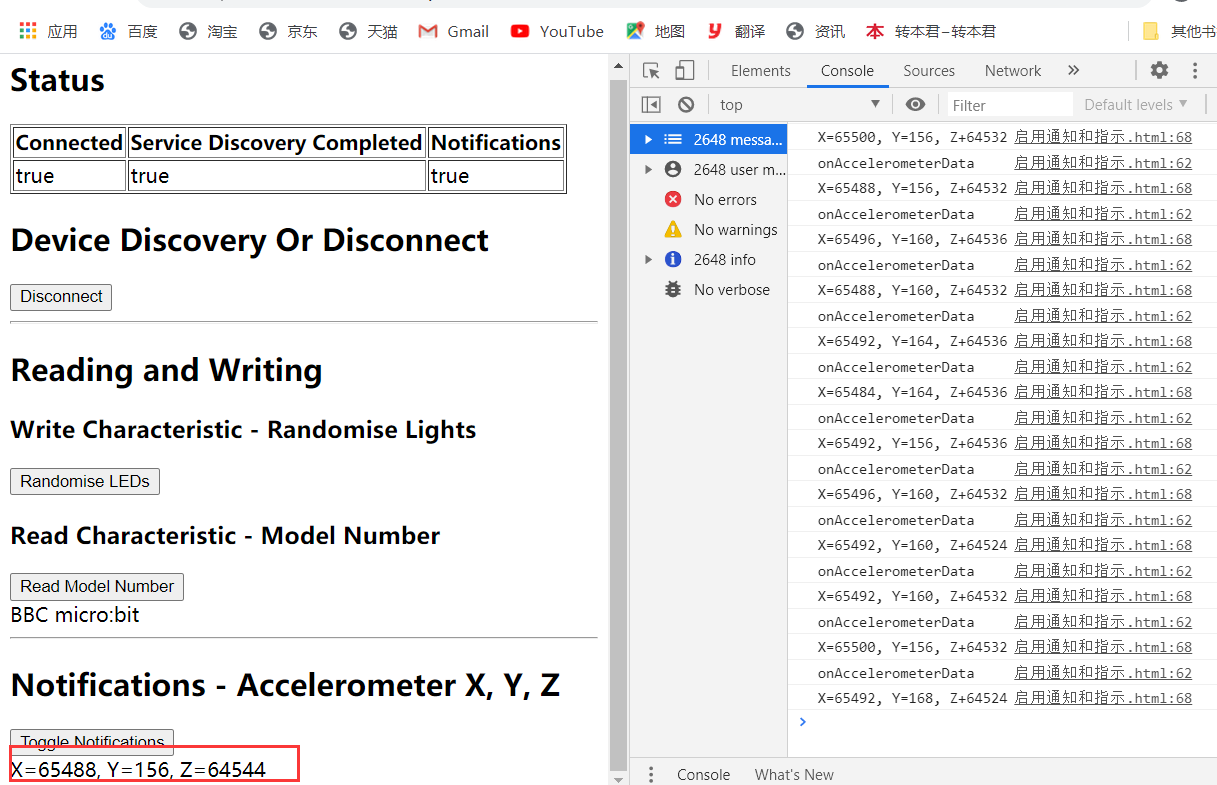 应用 百度 淘宝 京东 天猫 Gmail YouTube 地图 翻译 资讯 转本君–转本君 其他书
Status
Connected Service Discovery Completed Notifications
true true true
Device Discovery Or Disconnect
Disconnect
Reading and Writing
Write Characteristic - Randomise Lights
Randomise LEDs
Read Characteristic - Model Number
Read Model Number
BBC micro:bit
Notifications - Accelerometer X, Y, Z
Toggle Notifications
X=65488, Y=156, Z=64544
Elements Console Sources Network
top Filter Default levels
2648 messa...
2648 user m...
No errors
No warnings
2648 info
No verbose
X=65500, Y=156, Z+64532 启用通知和指示.html:68
onAccelerometerData 启用通知和指示.html:62
X=65488, Y=156, Z+64532 启用通知和指示.html:68
onAccelerometerData 启用通知和指示.html:62
X=65496, Y=160, Z+64536 启用通知和指示.html:68
onAccelerometerData 启用通知和指示.html:62
X=65488, Y=160, Z+64532 启用通知和指示.html:68
onAccelerometerData 启用通知和指示.html:62
X=65492, Y=164, Z+64536 启用通知和指示.html:68
onAccelerometerData 启用通知和指示.html:62
X=65484, Y=164, Z+64536 启用通知和指示.html:68
onAccelerometerData 启用通知和指示.html:62
X=65492, Y=156, Z+64536 启用通知和指示.html:68
onAccelerometerData 启用通知和指示.html:62
X=65496, Y=160, Z+64532 启用通知和指示.html:68
onAccelerometerData 启用通知和指示.html:62
X=65492, Y=160, Z+64524 启用通知和指示.html:68
onAccelerometerData 启用通知和指示.html:62
X=65492, Y=160, Z+64532 启用通知和指示.html:68
onAccelerometerData 启用通知和指示.html:62
X=65500, Y=156, Z+64532 启用通知和指示.html:68
onAccelerometerData 启用通知和指示.html:62
X=65492, Y=168, Z+64524 启用通知和指示.html:68
Console What's New